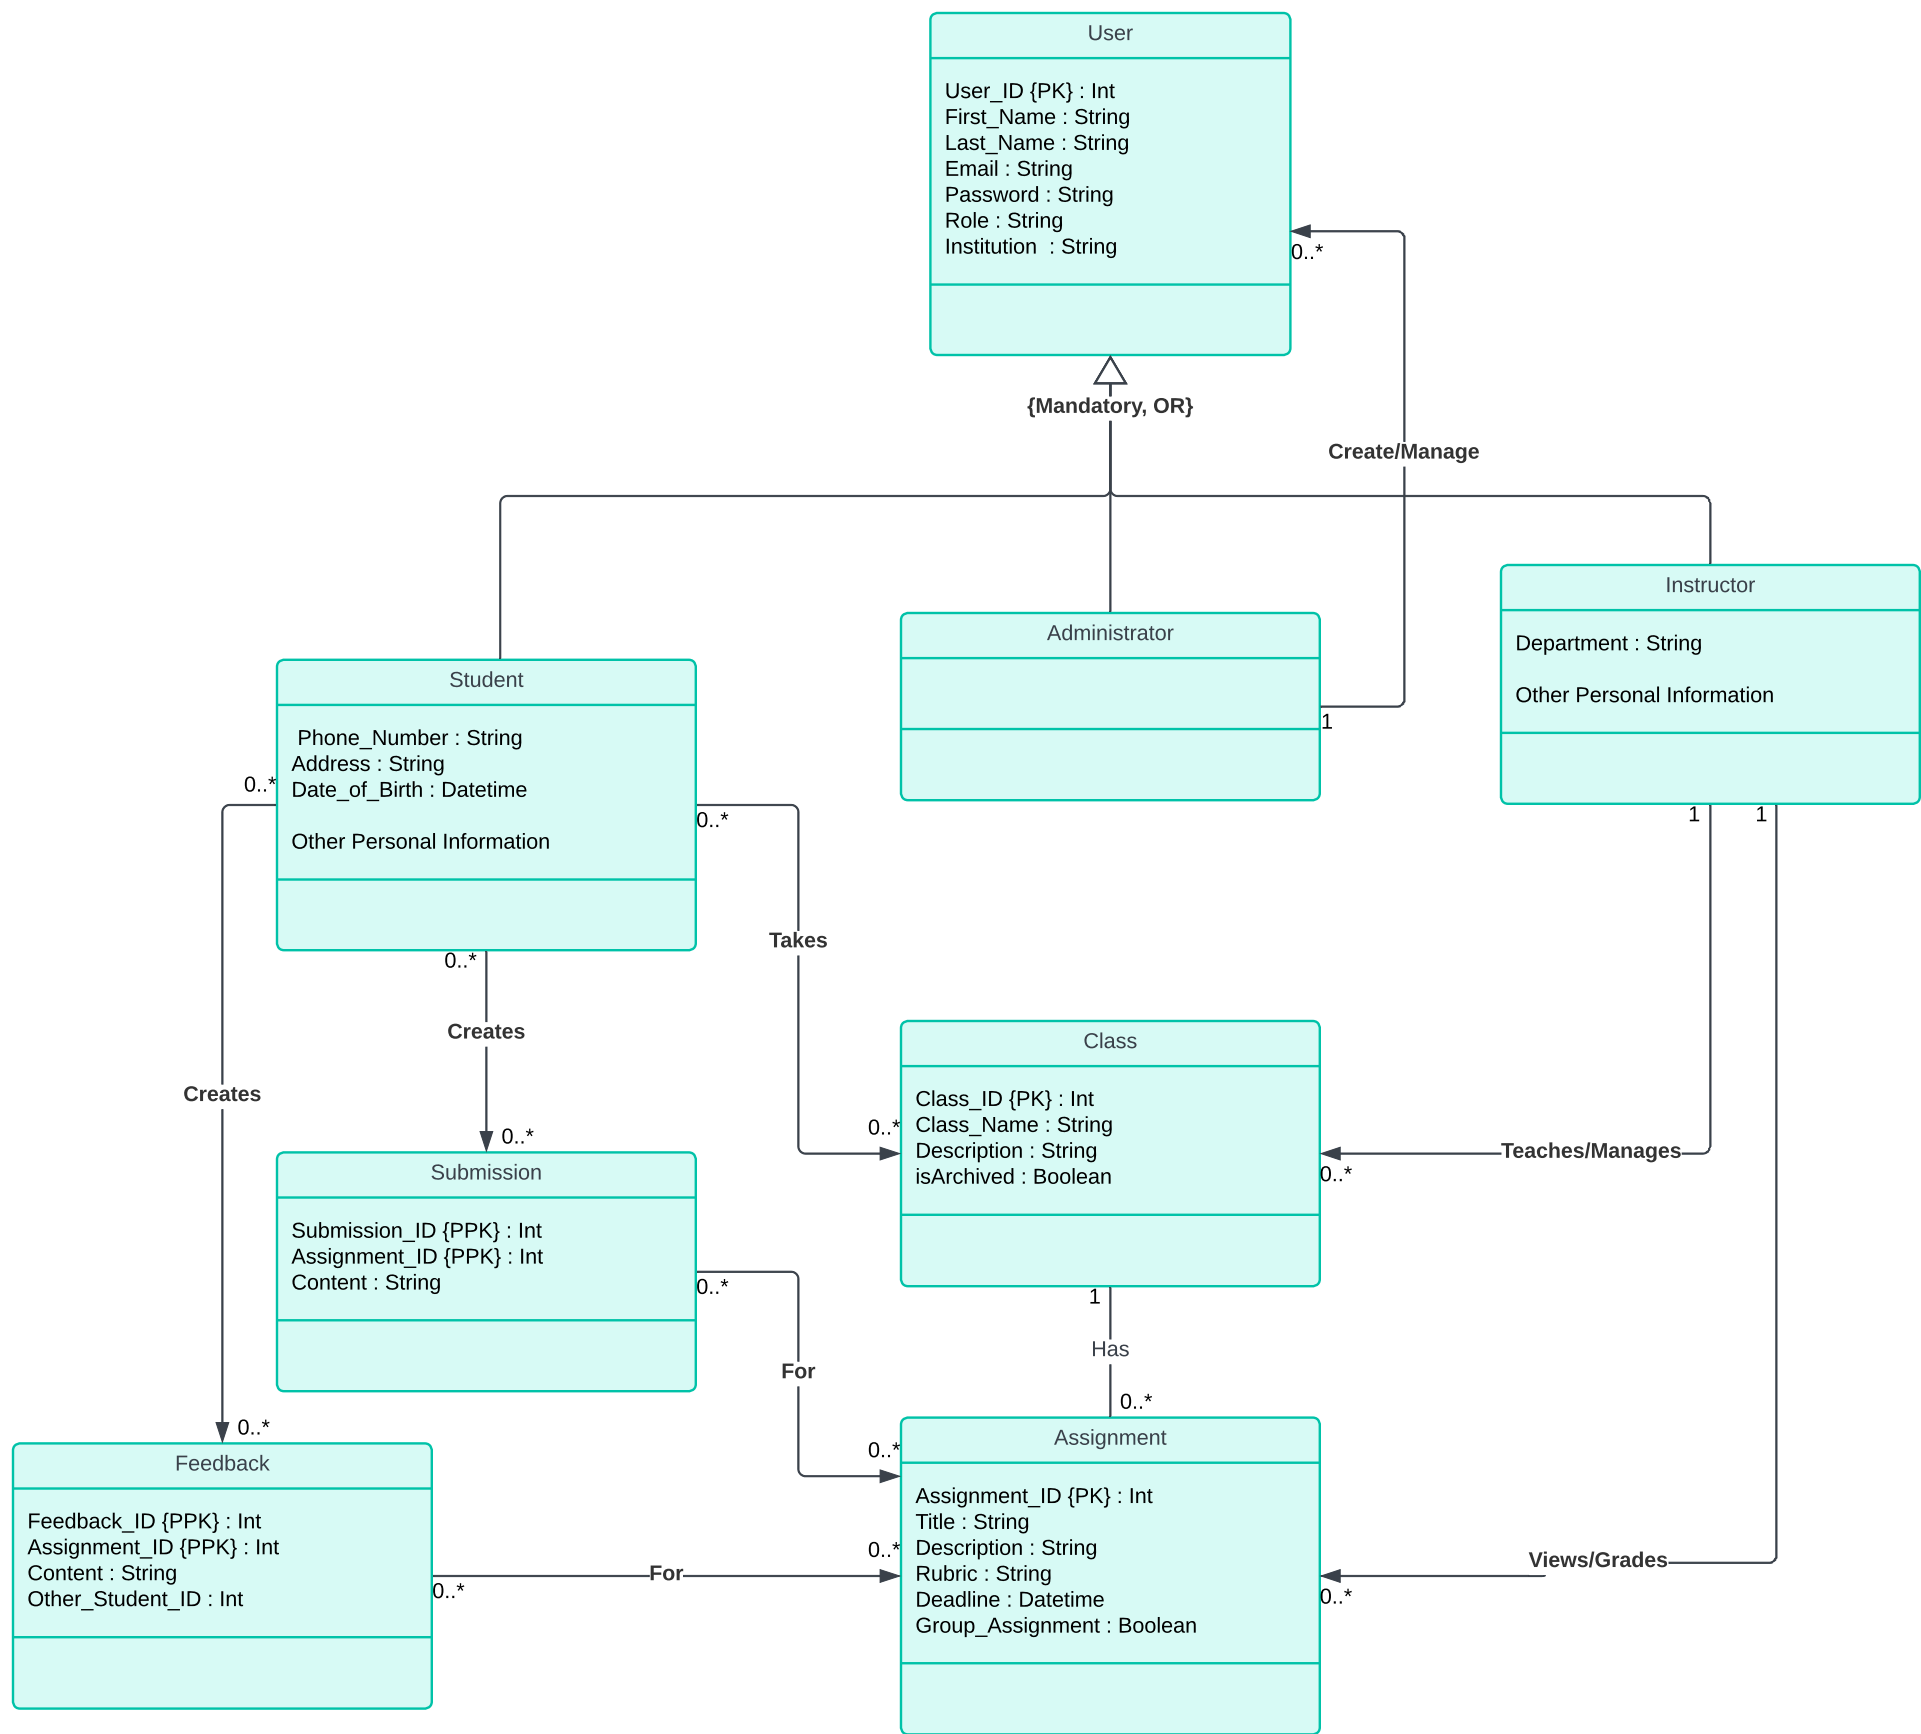 User
User_ID {PK} : Int
First_Name : String
Last_Name : String
Email : String
Password : String
Role : String
Institution  : String
0..*
{Mandatory, OR}
Create/Manage
Instructor
Department : String
Other Personal Information
1
1
Administrator
1
Student
Phone_Number : String
Address : String
Date_of_Birth : Datetime
Other Personal Information
0..*
0..*
0..*
Takes
Creates
Creates
0..*
0..*
Class
Class_ID {PK} : Int
Class_Name : String
Description : String
isArchived : Boolean
Teaches/Manages
0..*
1
Has
0..*
Submission
Submission_ID {PPK} : Int
Assignment_ID {PPK} : Int
Content : String
0..*
For
0..*
0..*
Feedback
Feedback_ID {PPK} : Int
Assignment_ID {PPK} : Int
Content : String
Other_Student_ID : Int
0..*
For
0..*
Assignment
Assignment_ID {PK} : Int
Title : String
Description : String
Rubric : String
Deadline : Datetime
Group_Assignment : Boolean
Views/Grades
0..*